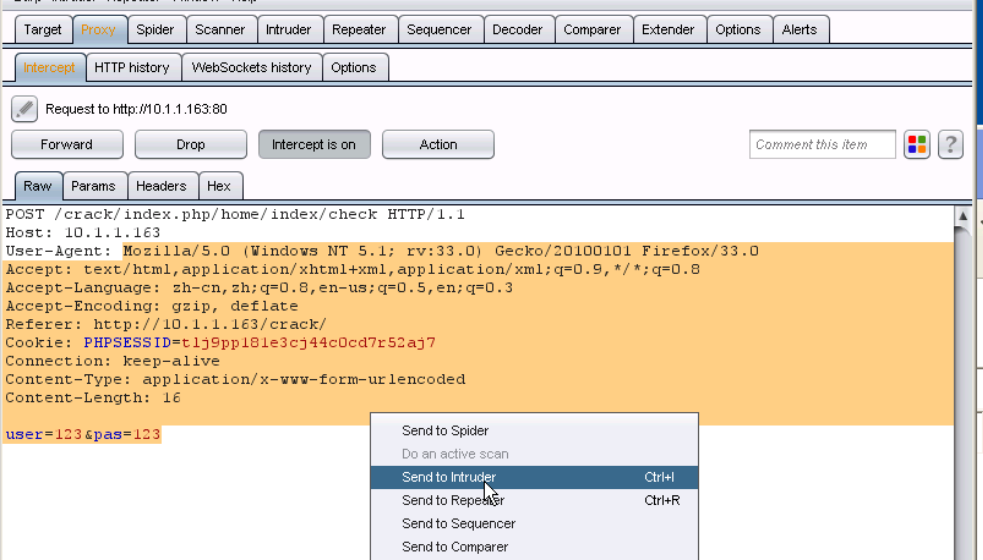 Target Proxy Spider Scanner Intruder Repeater Sequencer Decoder Comparer Extender Options Alerts
Intercept HTTP history WebSockets history Options
Request to http://10.1.1.163:80
Forward Drop Intercept is on Action Comment this item ?
Raw Params Headers Hex
POST /crack/index.php/home/index/check HTTP/1.1
Host: 10.1.1.163
User-Agent: Mozilla/5.0 (Windows NT 5.1; rv:33.0) Gecko/20100101 Firefox/33.0
Accept: text/html,application/xhtml+xml,application/xml;q=0.9,*/*;q=0.8
Accept-Language: zh-cn,zh;q=0.8,en-us;q=0.5,en;q=0.3
Accept-Encoding: gzip, deflate
Referer: http://10.1.1.163/crack/
Cookie: PHPSESSID=tlj9pp181e3cj44c0cd7r52aj7
Connection: keep-alive
Content-Type: application/x-www-form-urlencoded
Content-Length: 16
user=123&pas=123
Send to Spider
Do an active scan
Send to Intruder Ctrl+I
Send to Repeater Ctrl+R
Send to Sequencer
Send to Comparer